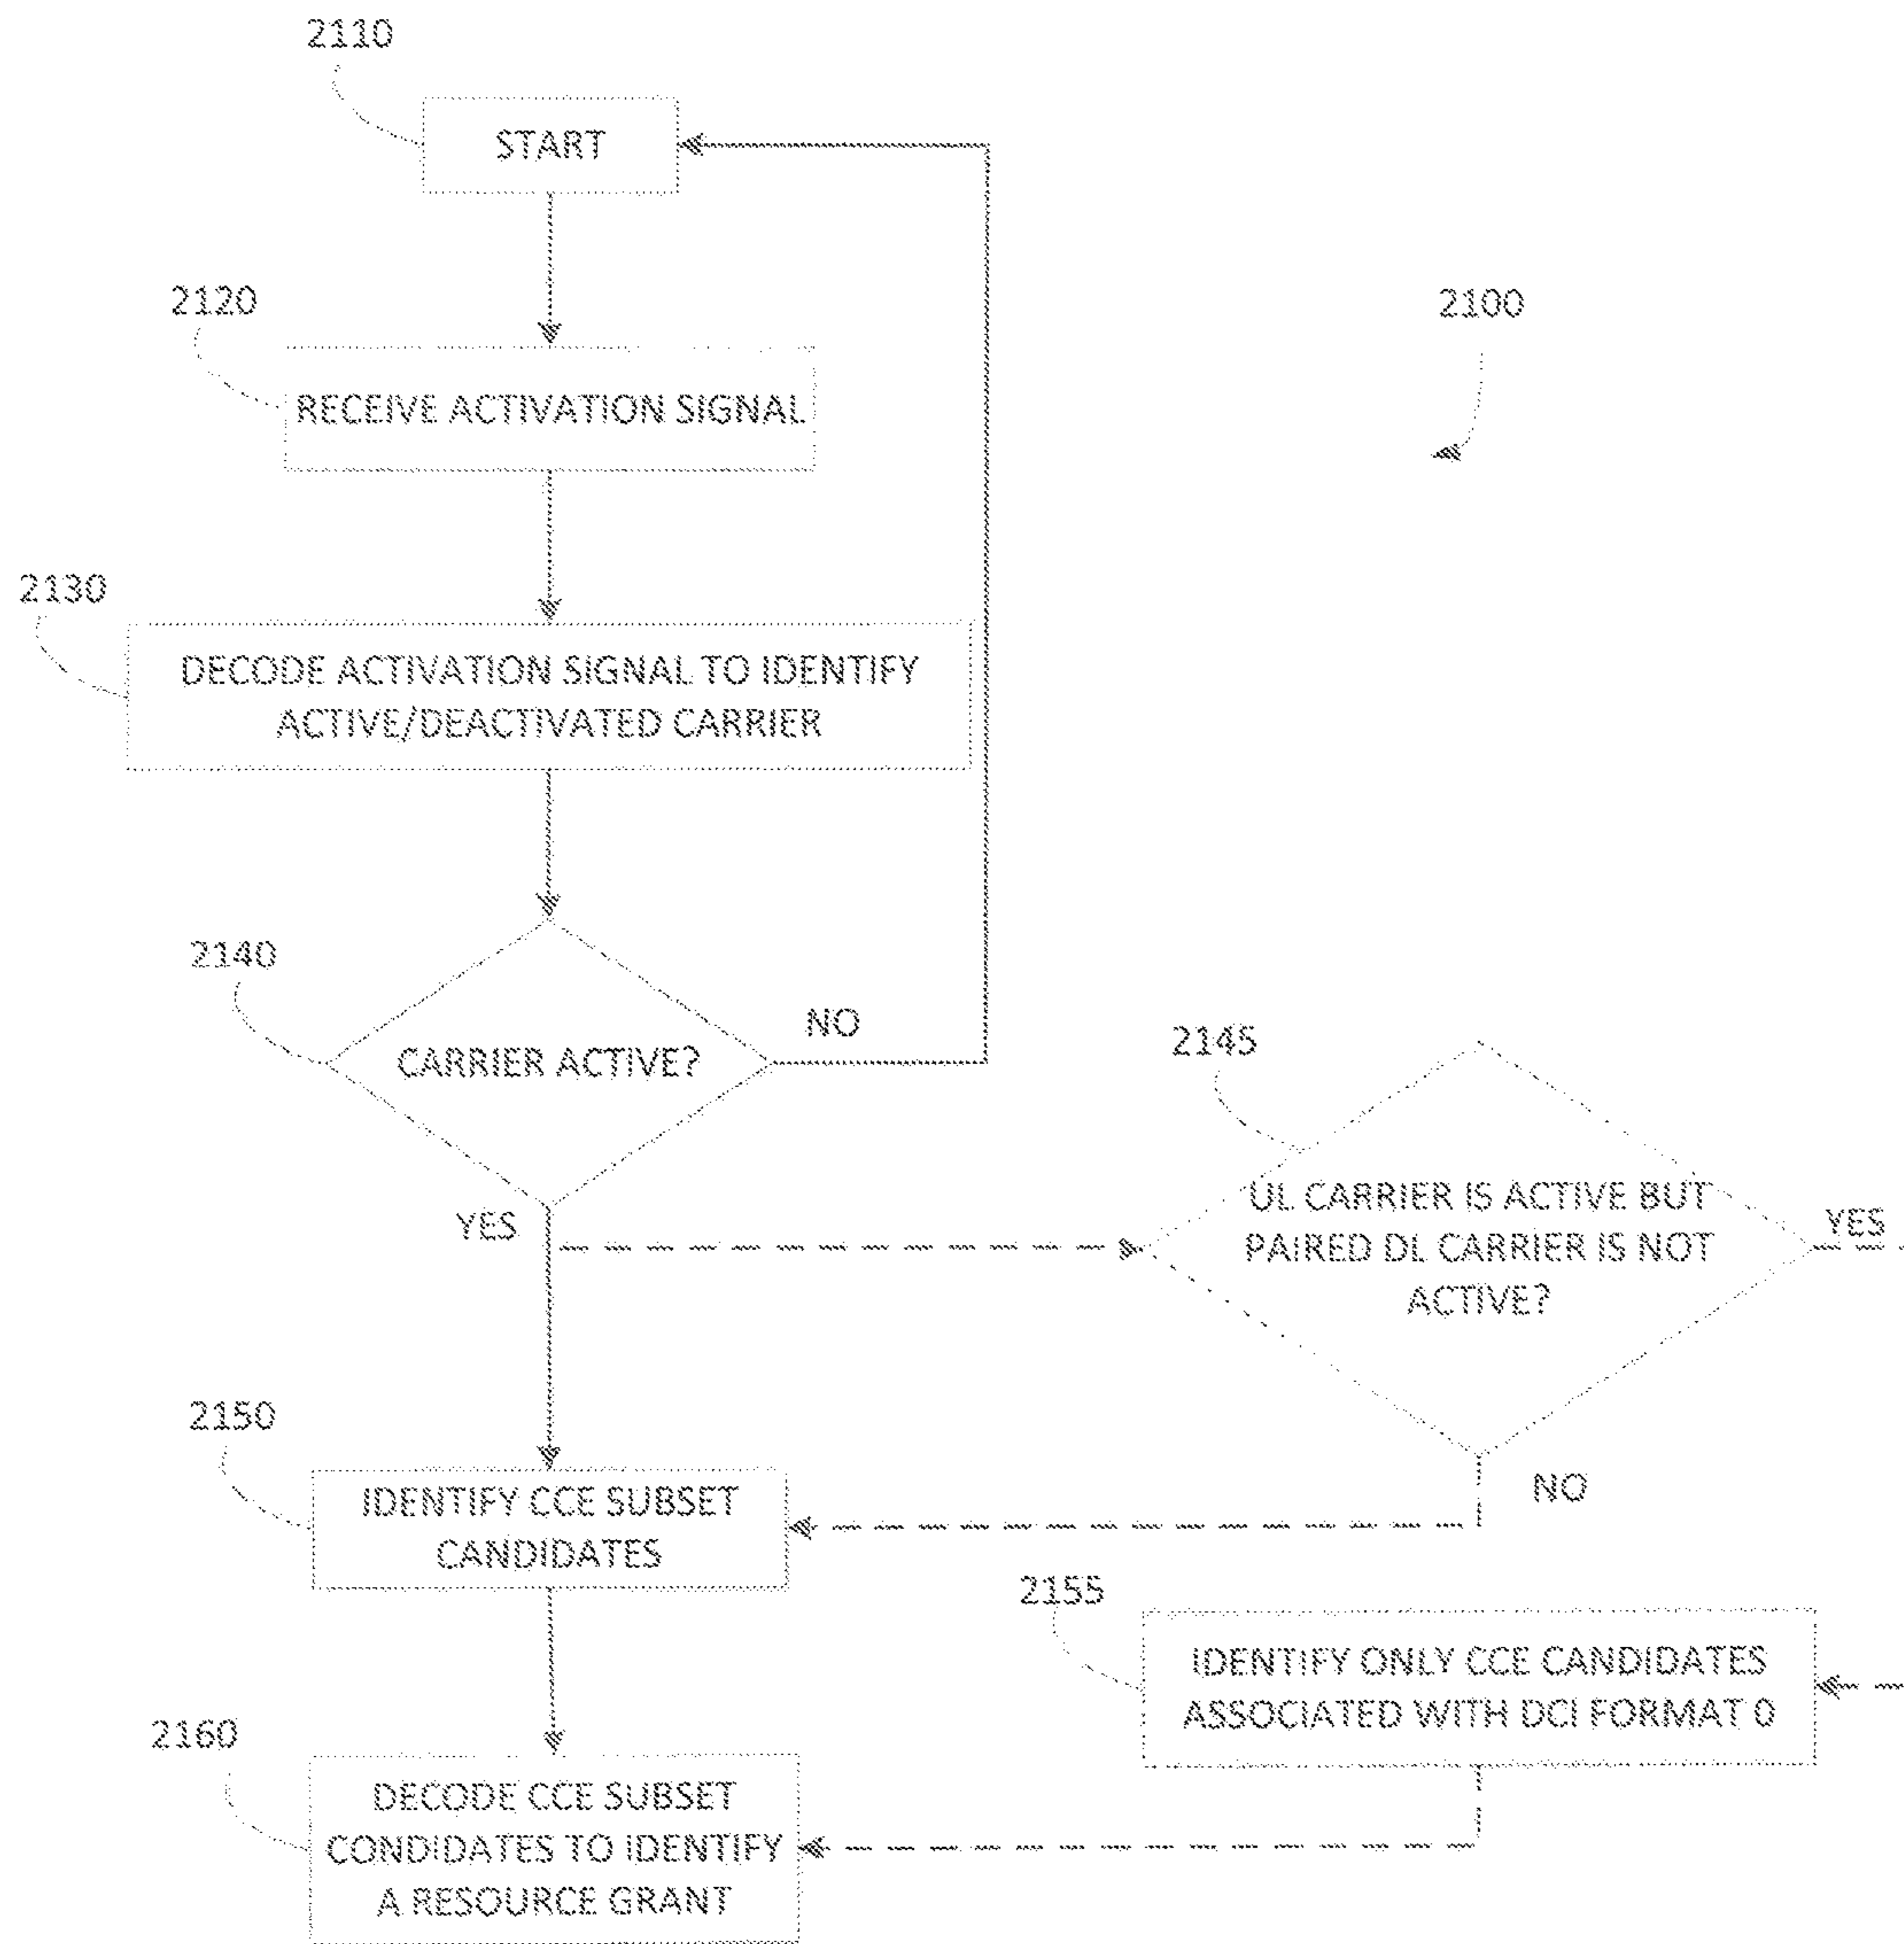 2110
START
2120
2100
RECEIVE ACTIVATION SIGNAL
2130
DECODE ACTIVATION SIGNAL TO IDENTIFY
ACTIVE/DEACTIVATED CARRIER
2140
NO
CARRIER ACTIVE?
2145
YES
UL CARRIER IS ACTIVE BUT
PAIRED DL CARRIER IS NOT
ACTIVE?
YES
2150
NO
IDENTIFY CCE SUBSET
CANDIDATES
2155
IDENTIFY ONLY CCE CANDIDATES
ASSOCIATED WITH DCI FORMAT 0
2160
DECODE CCE SUBSET
CONDIDATES TO IDENTIFY
A RESOURCE GRANT